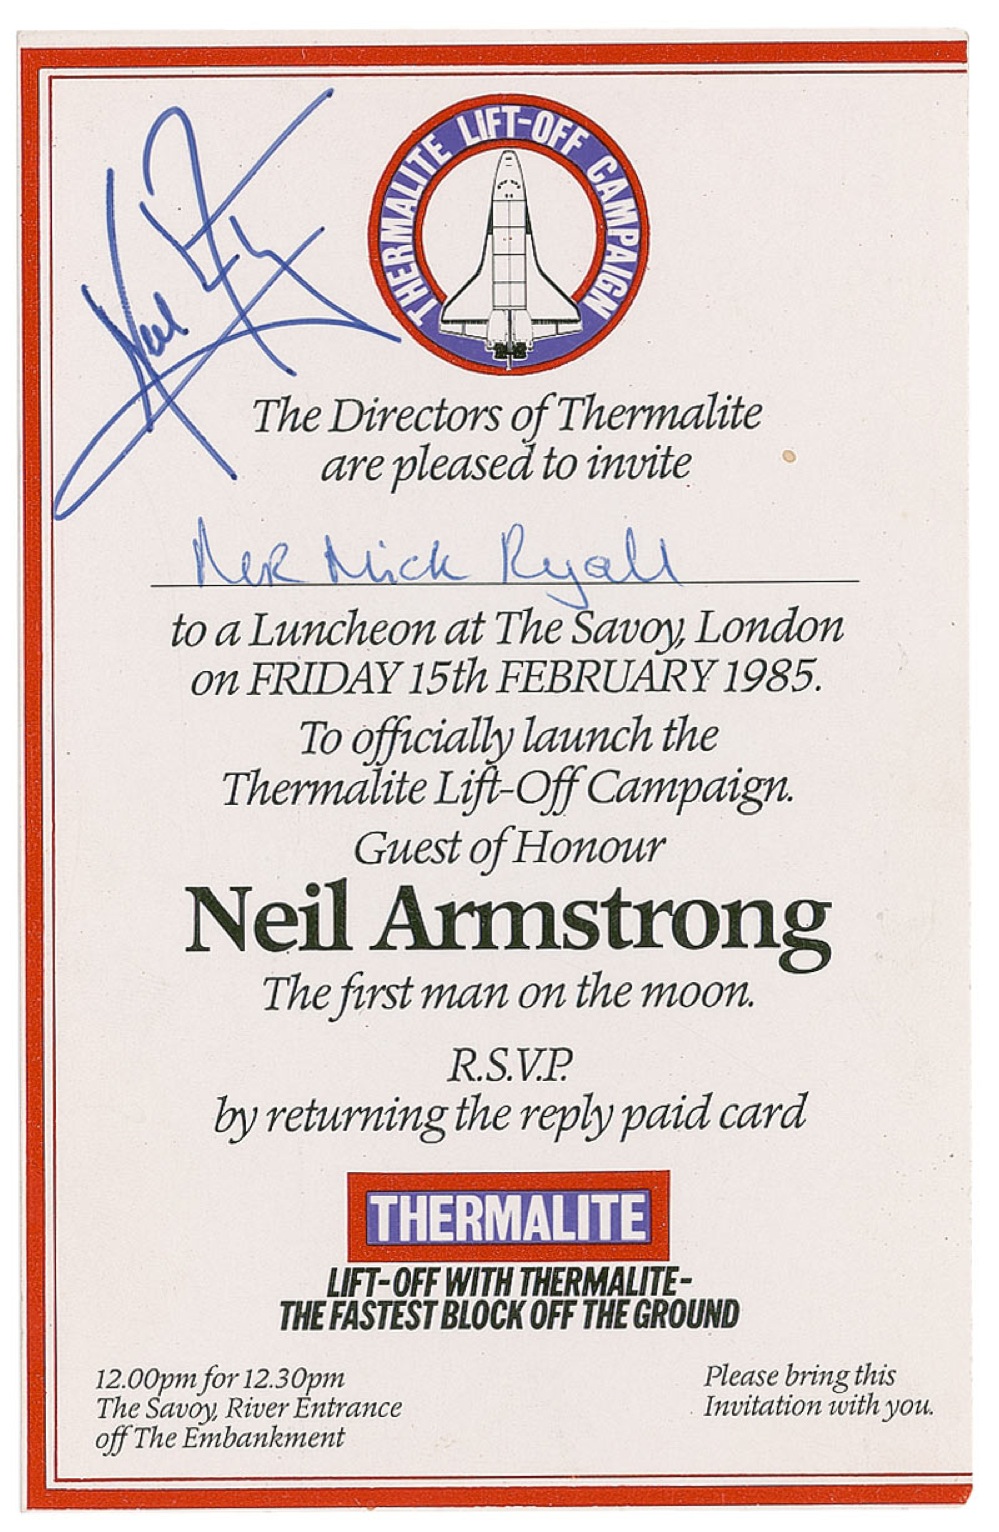 THERMALITE LIFT-OFF CAMPAIGN
Neil
The Directors of Thermalite
are pleased to invite
Mr Mick Ryall
to a Luncheon at The Savoy, London
on FRIDAY 15th FEBRUARY 1985.
To officially launch the
Thermalite Lift-Off Campaign.
Guest of Honour
Neil Armstrong
The first man on the moon.
R.S.V.P.
by returning the reply paid card
THERMALITE
LIFT-OFF WITH THERMALITE-
THE FASTEST BLOCK OFF THE GROUND
12.00pm for 12.30pm
The Savoy, River Entrance
off The Embankment
Please bring this
Invitation with you.